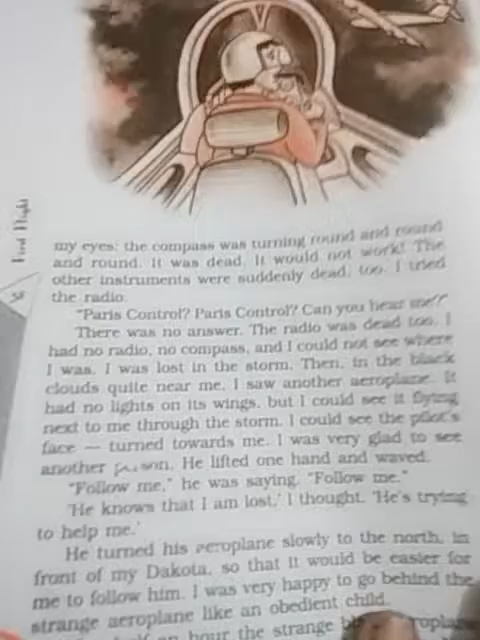 First Flight
my eyes: the compass was turning round and round
and round. It was dead. It would not work! The
other instruments were suddenly dead, too. I tried
the radio.
"Paris Control? Paris Control? Can you hear me?"
There was no answer. The radio was dead too. I
had no radio, no compass, and I could not see where
I was. I was lost in the storm. Then, in the black
clouds quite near me, I saw another aeroplane. It
had no lights on its wings, but I could see it flying
next to me through the storm. I could see the pilot's
face — turned towards me. I was very glad to see
another person. He lifted one hand and waved.
"Follow me," he was saying. "Follow me."
'He knows that I am lost,' I thought. 'He's trying
to help me.'
He turned his aeroplane slowly to the north, in
front of my Dakota, so that it would be easier for
me to follow him. I was very happy to go behind the
strange aeroplane like an obedient child.
hour the strange